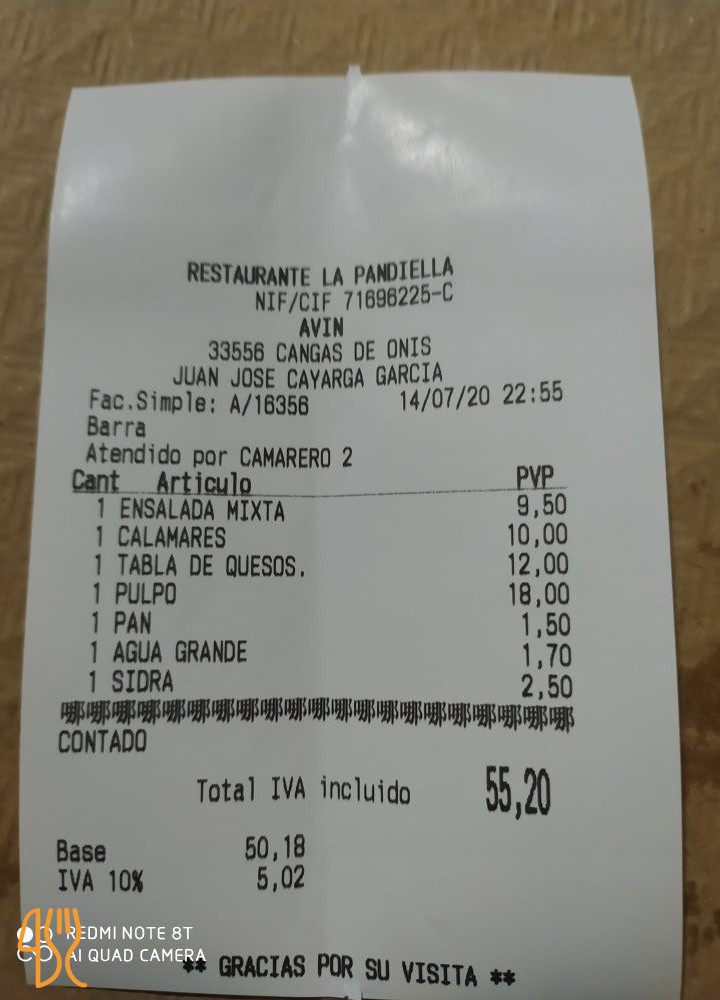 RESTAURANTE LA PANDIELLA
NIF/CIF 71696225-C
AVIN
33556 CANGAS DE ONIS
JUAN JOSE CAYARGA GARCIA
Fac.Simple: A/16356 14/07/20 22:55
Barra
Atendido por CAMARERO 2
Cant Articulo PVP
1 ENSALADA MIXTA 9,50
1 CALAMARES 10,00
1 TABLA DE QUESOS. 12,00
1 PULPO 18,00
1 PAN 1,50
1 AGUA GRANDE 1,70
1 SIDRA 2,50
CONTADO
Total IVA incluido 55,20
Base 50,18
IVA 10% 5,02
REDMI NOTE 8T
AI QUAD CAMERA
** GRACIAS POR SU VISITA **